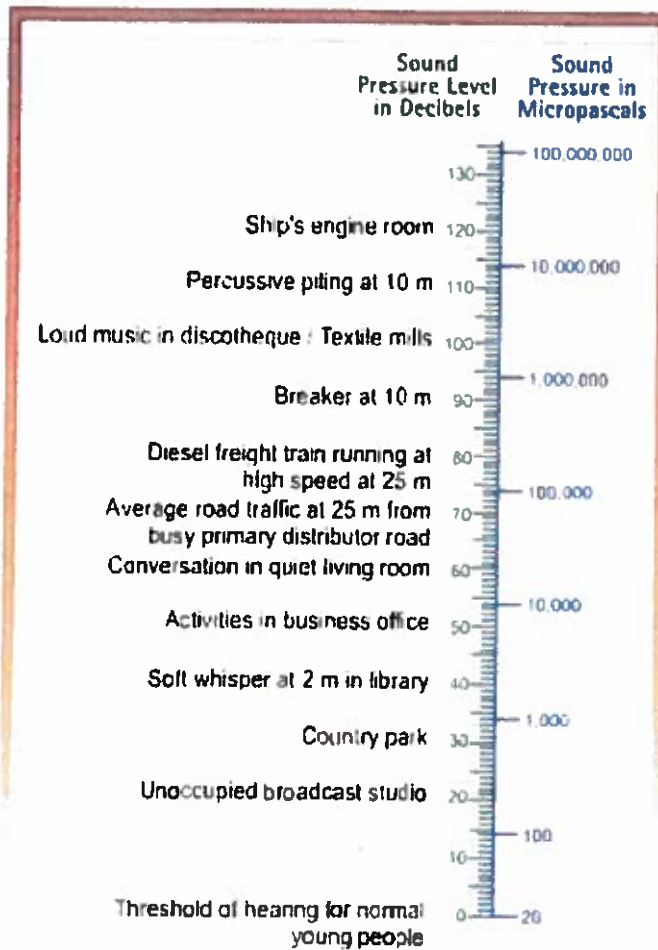 Sound
Pressure Level
in Decibels
Sound
Pressure in
Micropascals
100,000,000
130
Ship's engine room 120
10,000,000
Percussive piling at 10 m 110
Loud music in discotheque / Textile mills 100
1,000,000
Breaker at 10 m 90
Diesel freight train running at 80
high speed at 25 m
100,000
Average road traffic at 25 m from 70
busy primary distributor road
Conversation in quiet living room 60
10,000
Activities in business office 50
Soft whisper at 2 m in library 40
1,000
Country park 30
Unoccupied broadcast studio 20
100
10
Threshold of hearing for normal 0 20
young people